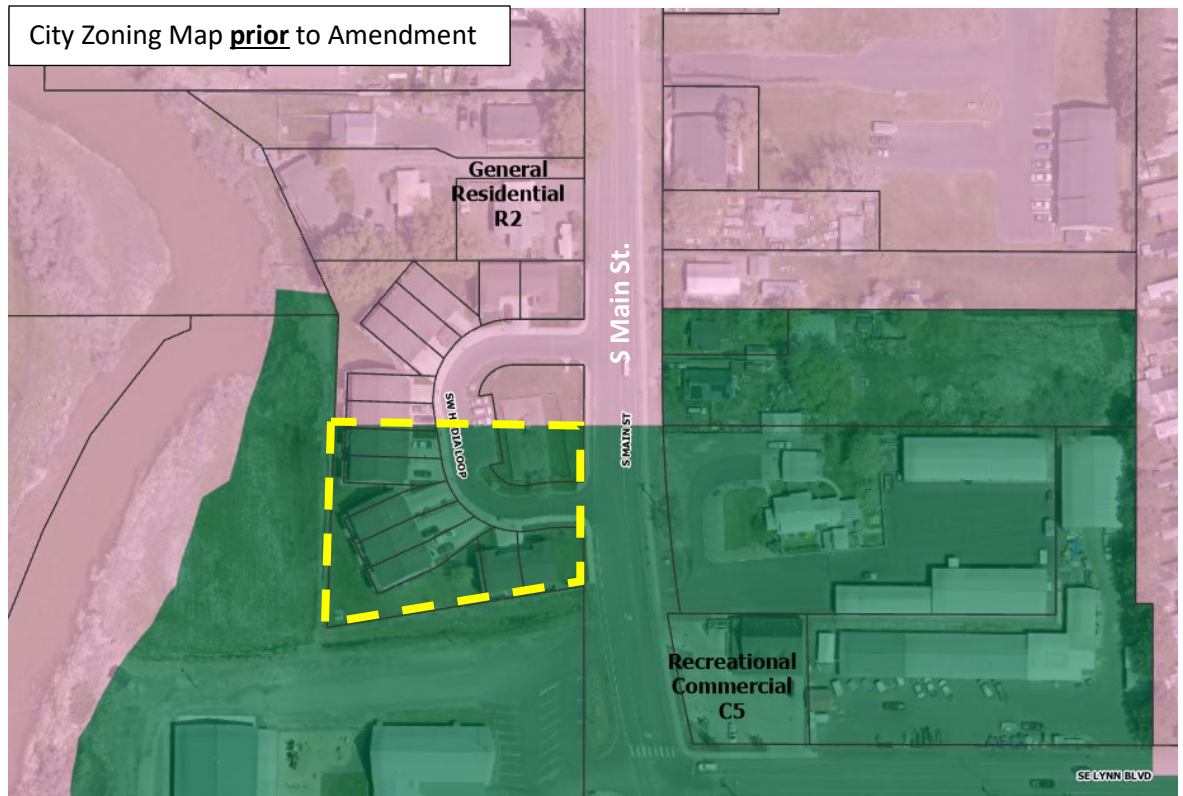 City Zoning Map prior to Amendment
General
Residential
R2
S Main St.
SW H
DIA LOOP
S MAIN ST
Recreational
Commercial
C5
SE LYNN BLVD